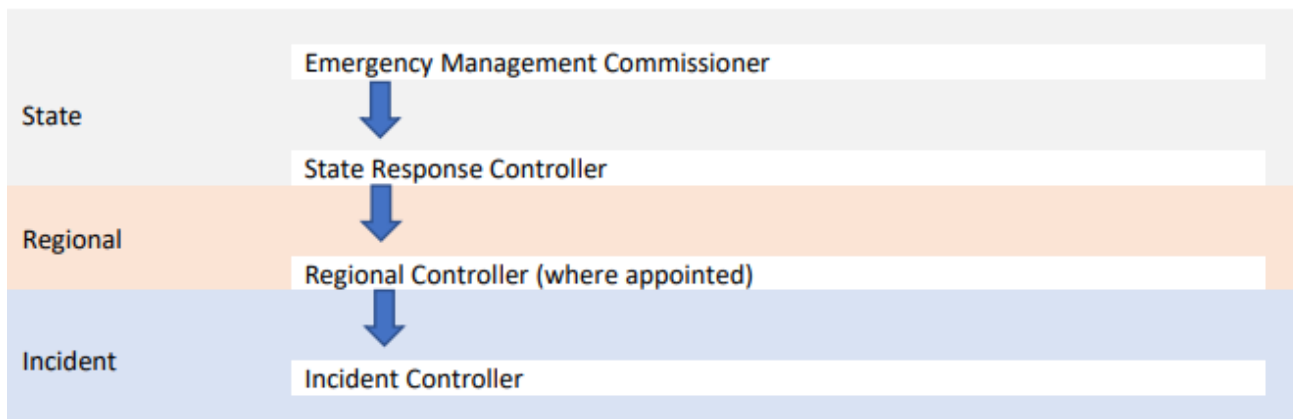 Emergency Management Commissioner
State
State Response Controller
Regional
Regional Controller (where appointed)
Incident
Incident Controller